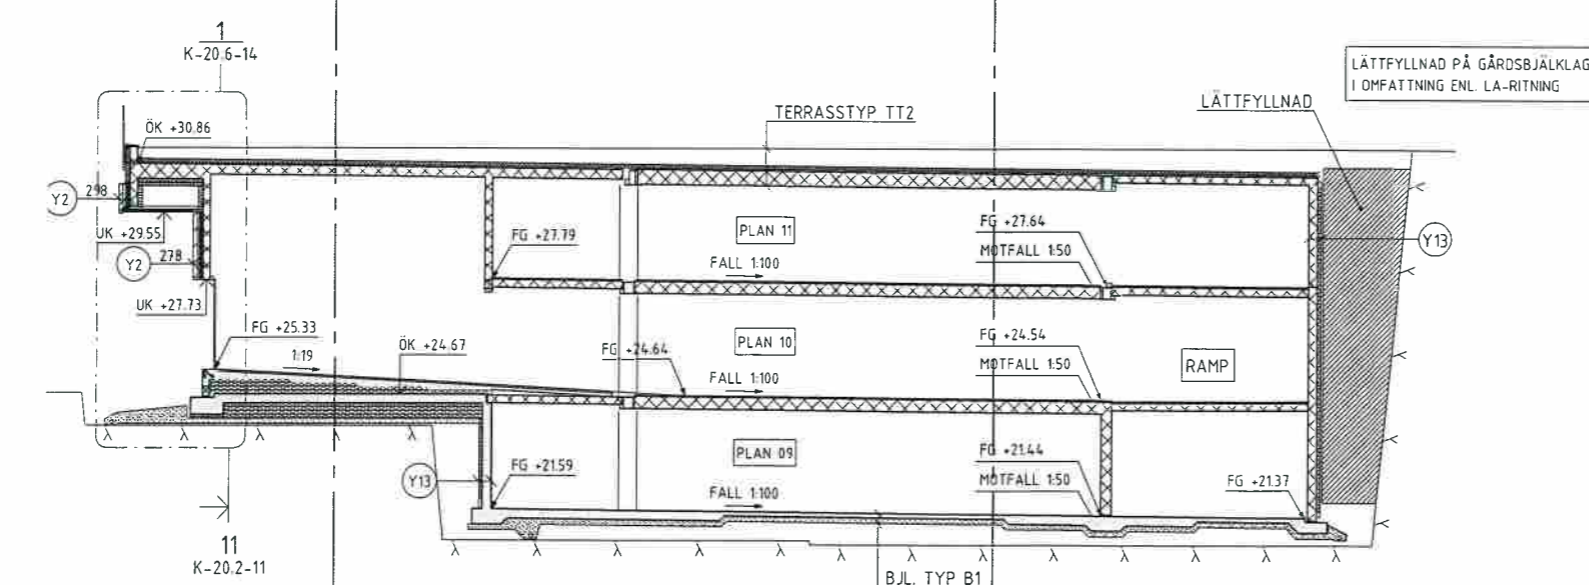 1
K-20.6-14
LÄTTFYLLNAD PÅ GÅRDSBJÄLKLAG
I OMFATTNING ENL. LA-RITNING
LÄTTFYLLNAD
TERRASSTYP TT2
ÖK +30.86
298
Y2
UK +29.55
Y2
278
UK +27.73
FG +27.79
PLAN 11
FALL 1:100
FG +27.64
MOTFALL 1:50
Y13
FG +25.33
1:19
ÖK +24.67
FG +24.64
PLAN 10
FALL 1:100
FG +24.54
MOTFALL 1:50
RAMP
Y13
FG +21.59
PLAN 09
FALL 1:100
FG +21.44
MOTFALL 1:50
FG +21.37
11
K-20.2-11
BJL. TYP B1